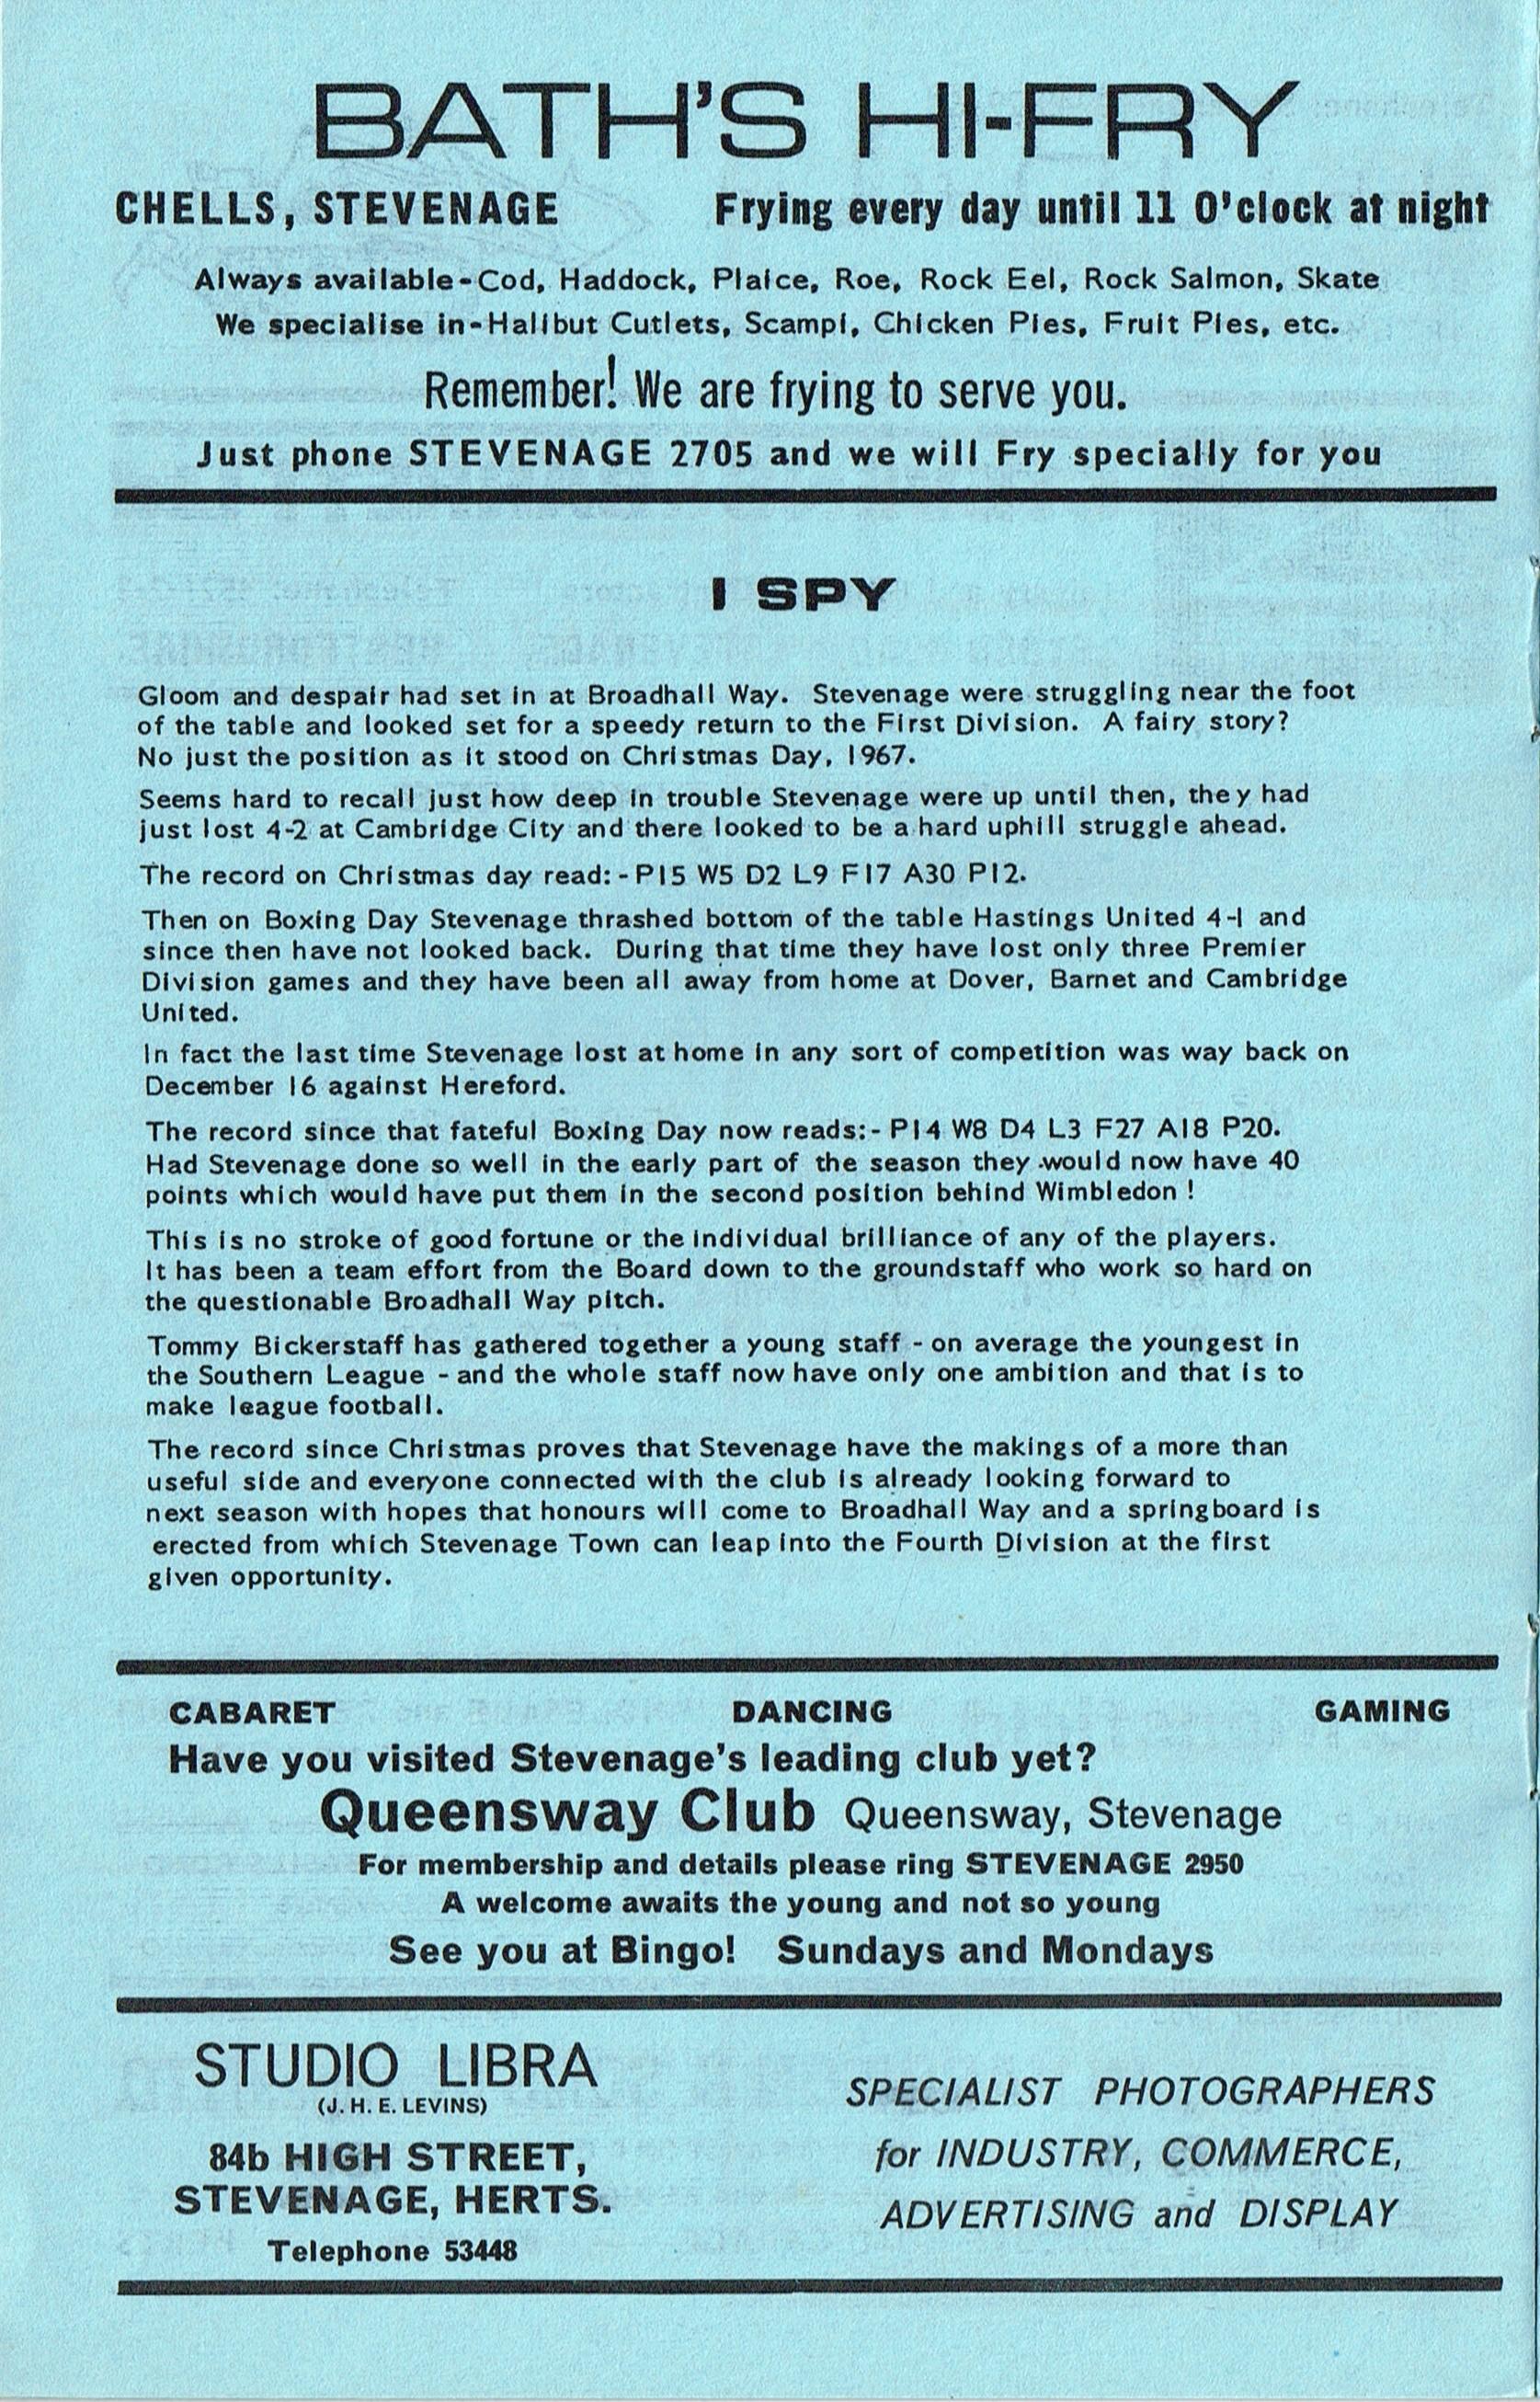 BATH'S HI-FRY
CHELLS, STEVENAGE Frying every day until 11 O'clock at night
Always available - Cod, Haddock, Plaice, Roe, Rock Eel, Rock Salmon, Skate
We specialise in - Halibut Cutlets, Scampi, Chicken Pies, Fruit Pies, etc.
Remember! We are frying to serve you.
Just phone STEVENAGE 2705 and we will Fry specially for you
I SPY
Gloom and despair had set in at Broadhall Way. Stevenage were struggling near the foot
of the table and looked set for a speedy return to the First Division. A fairy story?
No just the position as it stood on Christmas Day, 1967.
Seems hard to recall just how deep in trouble Stevenage were up until then, they had
just lost 4-2 at Cambridge City and there looked to be a hard uphill struggle ahead.
The record on Christmas day read: - P15 W5 D2 L9 F17 A30 P12.
Then on Boxing Day Stevenage thrashed bottom of the table Hastings United 4-1 and
since then have not looked back. During that time they have lost only three Premier
Division games and they have been all away from home at Dover, Barnet and Cambridge
United.
In fact the last time Stevenage lost at home in any sort of competition was way back on
December 16 against Hereford.
The record since that fateful Boxing Day now reads:- P14 W8 D4 L3 F27 A18 P20.
Had Stevenage done so well in the early part of the season they would now have 40
points which would have put them in the second position behind Wimbledon !
This is no stroke of good fortune or the individual brilliance of any of the players.
It has been a team effort from the Board down to the groundstaff who work so hard on
the questionable Broadhall Way pitch.
Tommy Bickerstaff has gathered together a young staff - on average the youngest in
the Southern League - and the whole staff now have only one ambition and that is to
make league football.
The record since Christmas proves that Stevenage have the makings of a more than
useful side and everyone connected with the club is already looking forward to
next season with hopes that honours will come to Broadhall Way and a springboard is
erected from which Stevenage Town can leap into the Fourth Division at the first
given opportunity.
CABARET DANCING GAMING
Have you visited Stevenage's leading club yet?
Queensway Club Queensway, Stevenage
For membership and details please ring STEVENAGE 2950
A welcome awaits the young and not so young
See you at Bingo! Sundays and Mondays
STUDIO LIBRA
(J. H. E. LEVINS)
84b HIGH STREET,
STEVENAGE, HERTS.
Telephone 53448
SPECIALIST PHOTOGRAPHERS
for INDUSTRY, COMMERCE,
ADVERTISING and DISPLAY